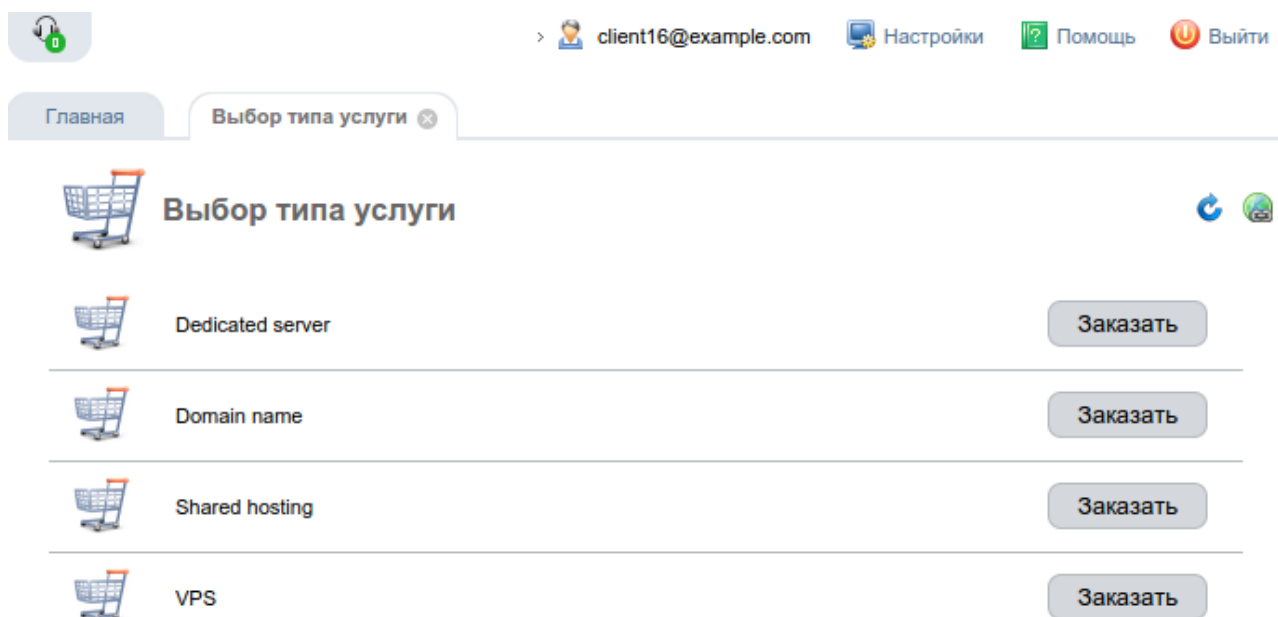 client16@example.com Настройки Помощь Выйти
Главная Выбор типа услуги
Выбор типа услуги
Dedicated server Заказать
Domain name Заказать
Shared hosting Заказать
VPS Заказать